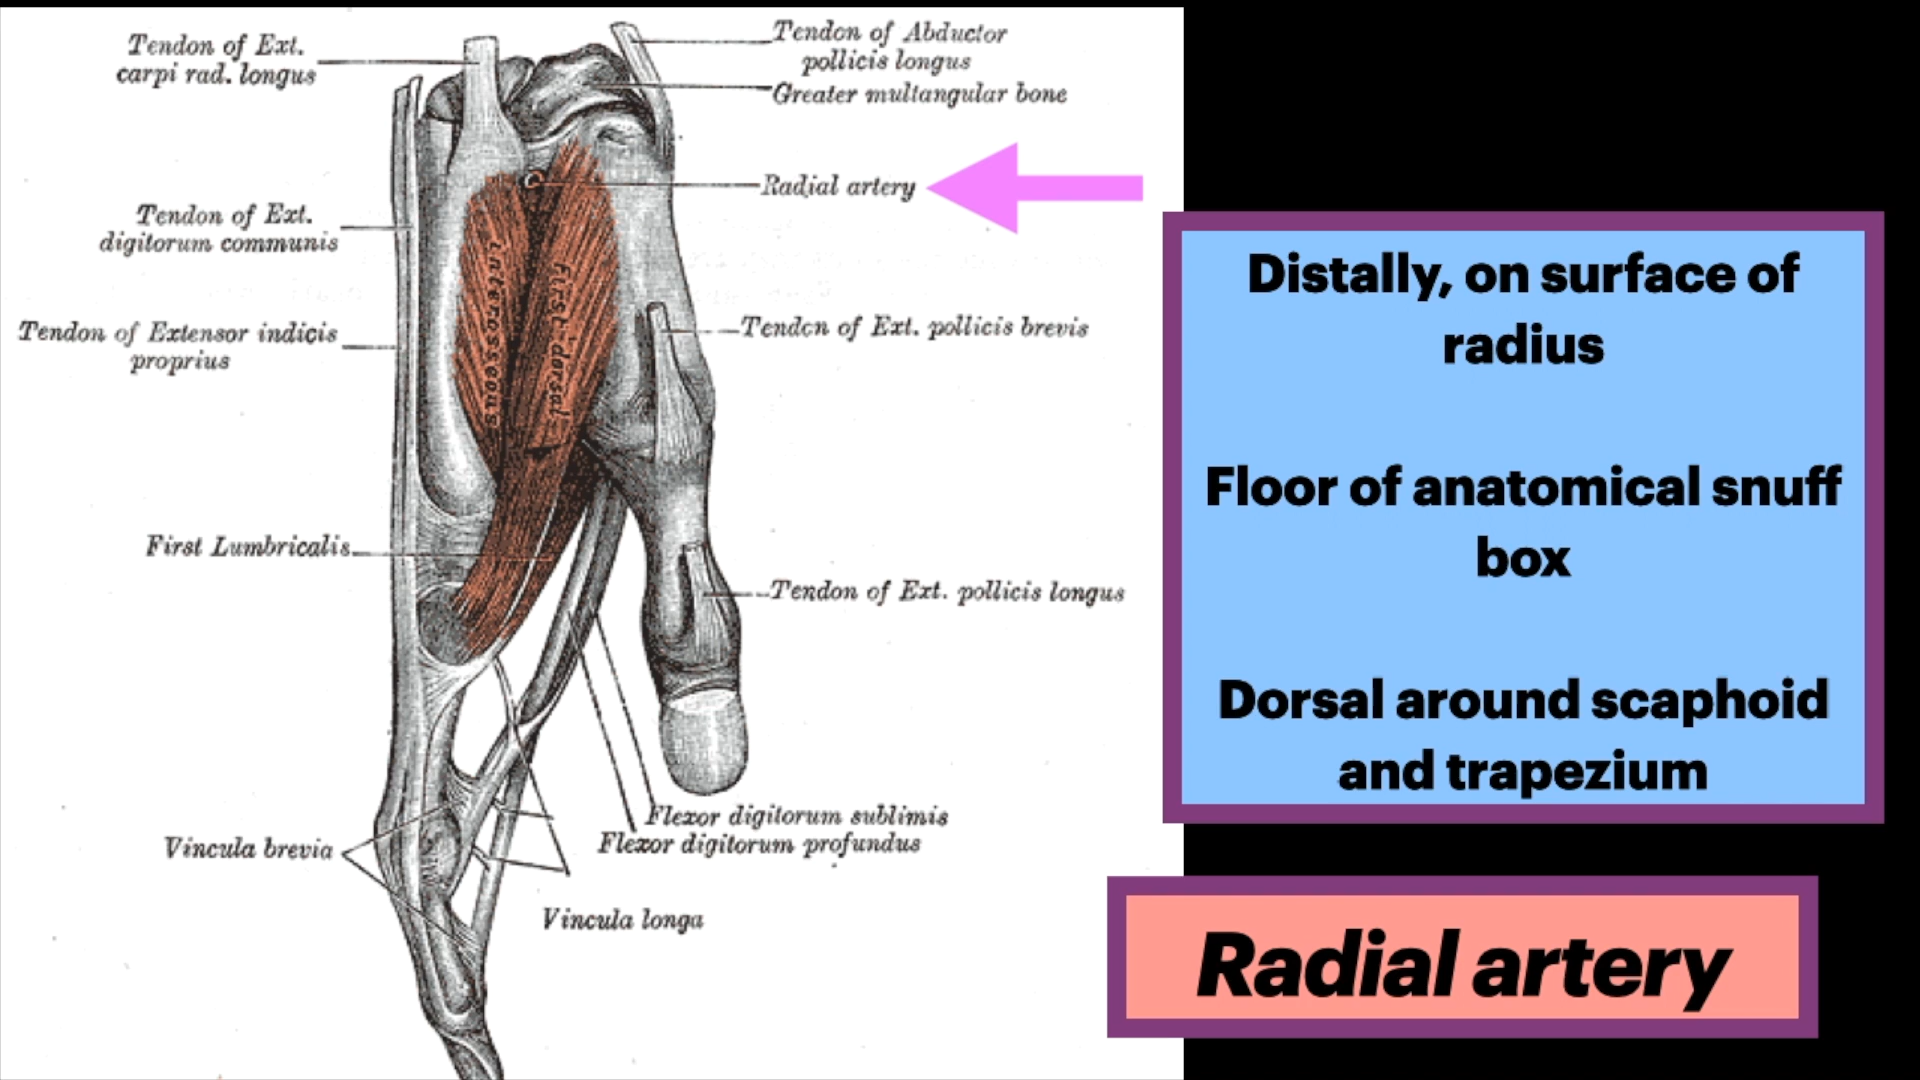 Tendon of Ext.
carpi rad. longus
Tendon of Abductor
pollicis longus
Greater multangular bone
Radial artery
Tendon of Ext.
digitorum communis
Tendon of Extensor indicis
proprius
Tendon of Ext. pollicis brevis
interosseous
First dorsal
First Lumbricalis
Tendon of Ext. pollicis longus
Flexor digitorum sublimis
Flexor digitorum profundus
Vincula brevia
Vincula longa
Distally, on surface of
radius
Floor of anatomical snuff
box
Dorsal around scaphoid
and trapezium
Radial artery